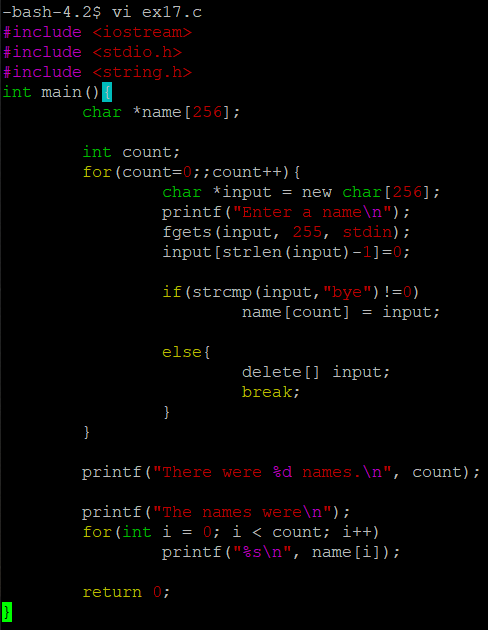 -bash-4.2$ vi ex17.c
#include <iostream>
#include <stdio.h>
#include <string.h>
int main(){
        char *name[256];

        int count;
        for(count=0;;count++){
                char *input = new char[256];
                printf("Enter a name\n");
                fgets(input, 255, stdin);
                input[strlen(input)-1]=0;

                if(strcmp(input,"bye")!=0)
                        name[count] = input;

                else{
                        delete[] input;
                        break;
                }
        }

        printf("There were %d names.\n", count);

        printf("The names were\n");
        for(int i = 0; i < count; i++)
                printf("%s\n", name[i]);

        return 0;
}